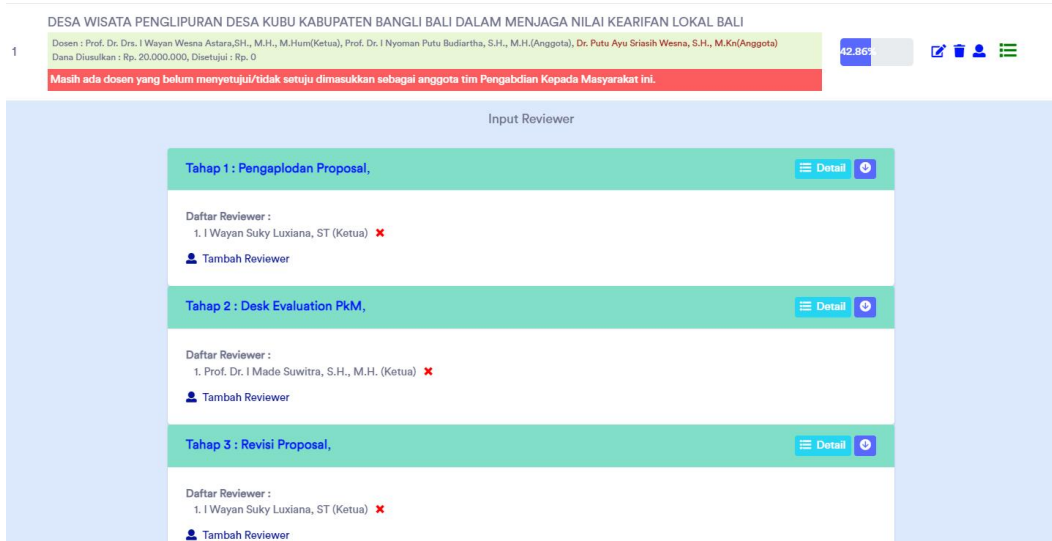 DESA WISATA PENGLIPURAN DESA KUBU KABUPATEN BANGLI BALI DALAM MENJAGA NILAI KEARIFAN LOKAL BALI
1
Dosen : Prof. Dr. Drs. I Wayan Wesna Astara,SH., M.H., M.Hum(Ketua), Prof. Dr. I Nyoman Putu Budiartha, S.H., M.H.(Anggota), Dr. Putu Ayu Sriasih Wesna, S.H., M.Kn(Anggota)
Dana Diusulkan : Rp. 20.000.000, Disetujui : Rp. 0
42.86%
Masih ada dosen yang belum menyetujui/tidak setuju dimasukkan sebagai anggota tim Pengabdian Kepada Masyarakat ini.
Input Reviewer
Tahap 1 : Pengaplodan Proposal,
Detail
Daftar Reviewer :
1. I Wayan Suky Luxiana, ST (Ketua)
Tambah Reviewer
Tahap 2 : Desk Evaluation PkM,
Detail
Daftar Reviewer :
1. Prof. Dr. I Made Suwitra, S.H., M.H. (Ketua)
Tambah Reviewer
Tahap 3 : Revisi Proposal,
Detail
Daftar Reviewer :
1. I Wayan Suky Luxiana, ST (Ketua)
Tambah Reviewer